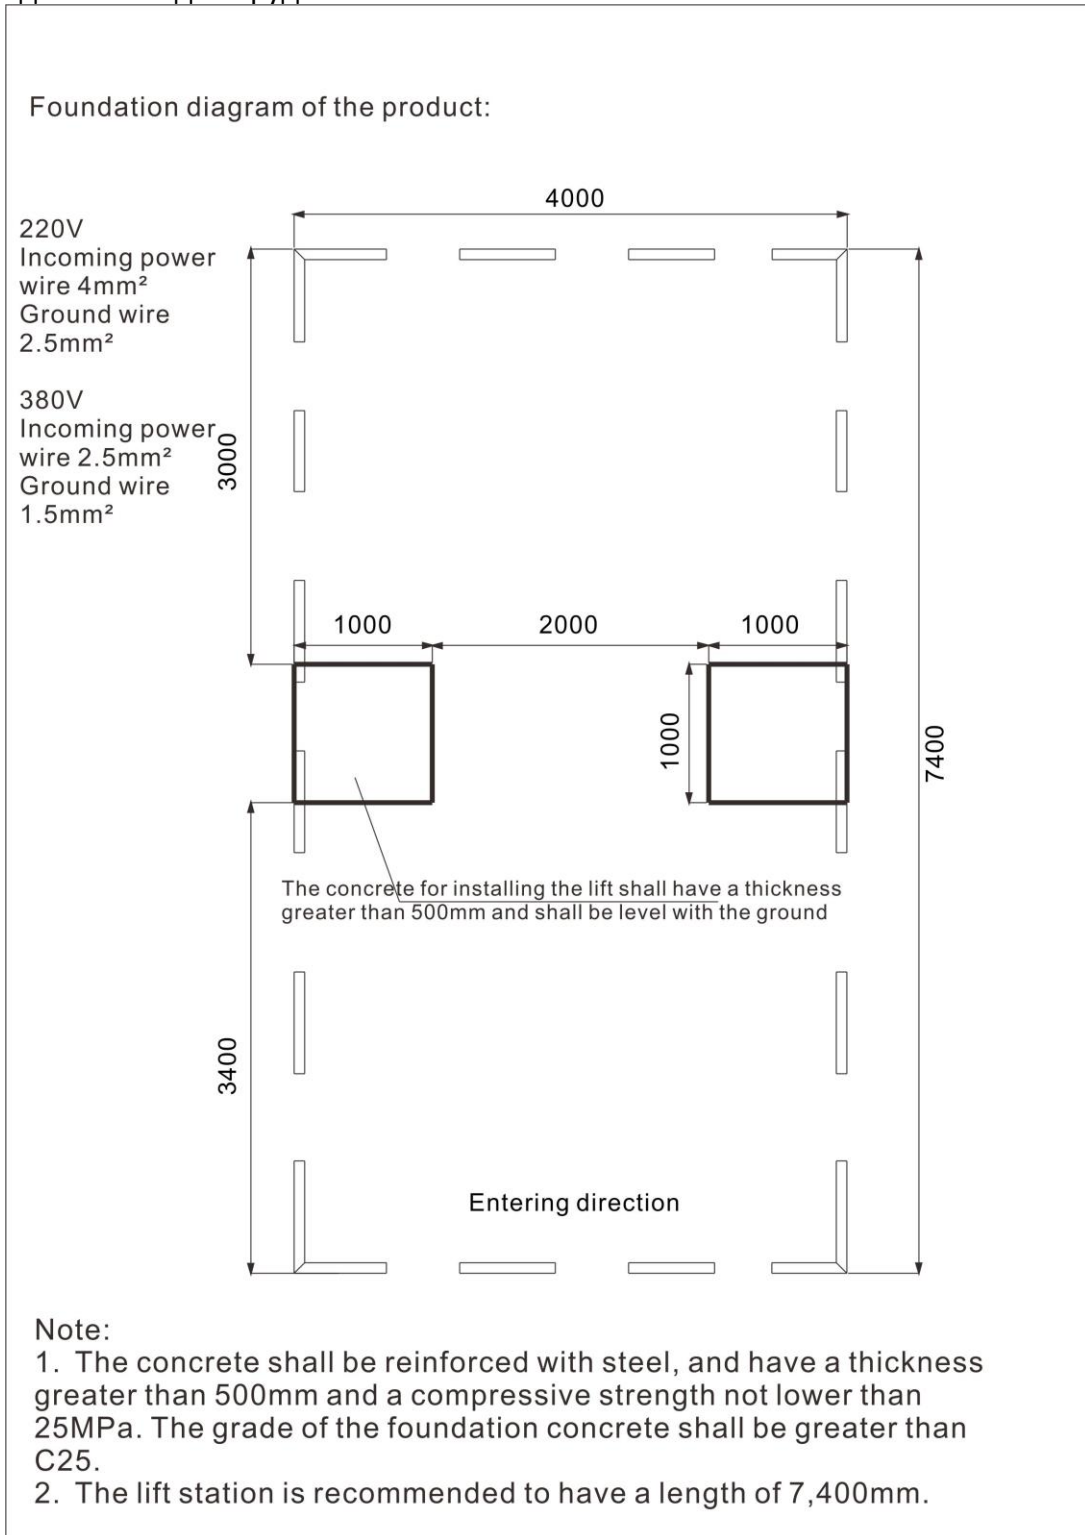 Foundation diagram of the product:
4000
220V
Incoming power
wire 4mm²
Ground wire
2.5mm²
380V
Incoming power
wire 2.5mm²
Ground wire
1.5mm²
3000
1000
2000
1000
1000
7400
The concrete for installing the lift shall have a thickness
greater than 500mm and shall be level with the ground
3400
Entering direction
Note:
1. The concrete shall be reinforced with steel, and have a thickness
greater than 500mm and a compressive strength not lower than
25MPa. The grade of the foundation concrete shall be greater than
C25.
2. The lift station is recommended to have a length of 7,400mm.